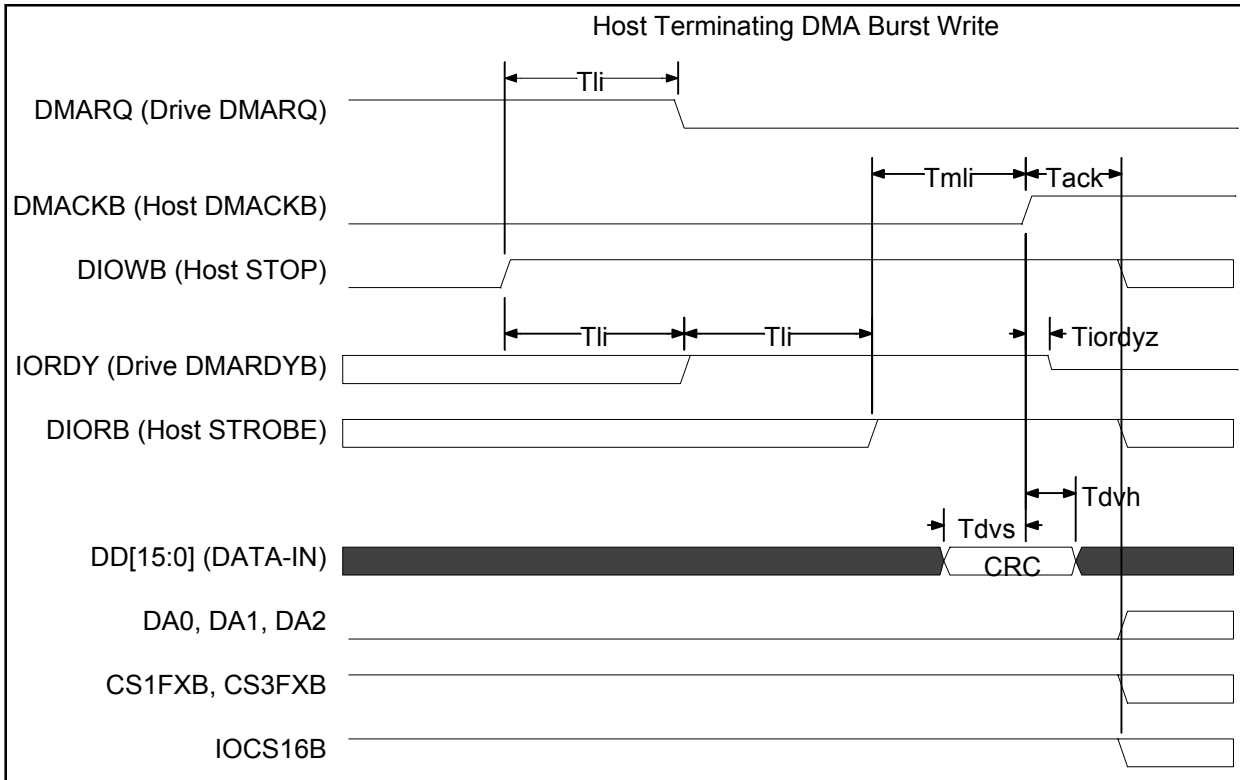 Host Terminating DMA Burst Write
Tli
DMARQ (Drive DMARQ)
Tmli
Tack
DMACKB (Host DMACKB)
DIOWB (Host STOP)
Tli
Tli
Tiordyz
IORDY (Drive DMARDYB)
DIORB (Host STROBE)
Tdvh
Tdvs
DD[15:0] (DATA-IN)
CRC
DA0, DA1, DA2
CS1FXB, CS3FXB
IOCS16B